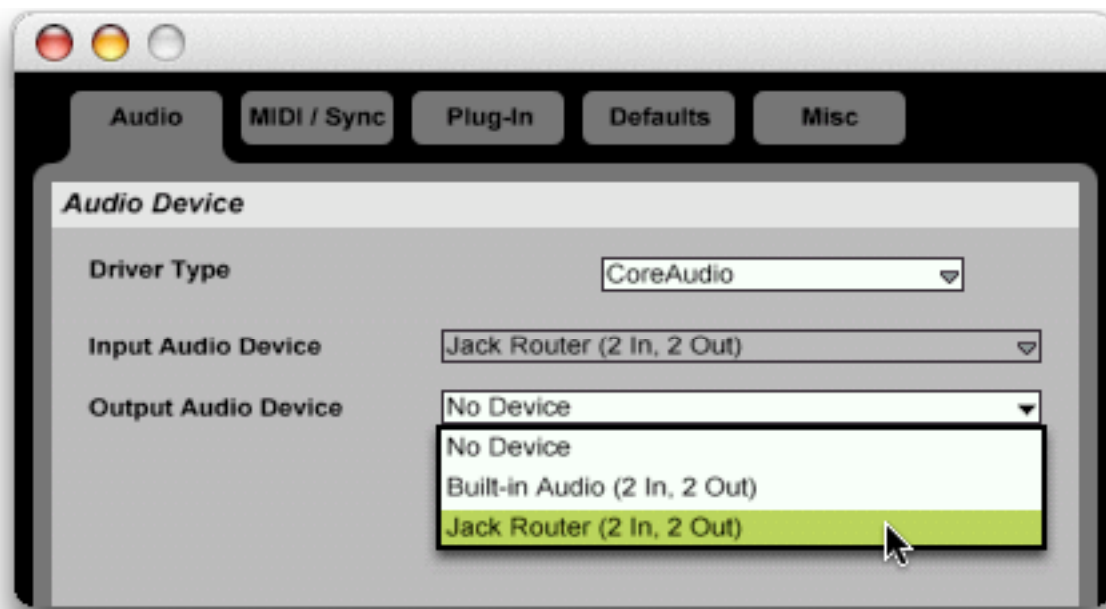 Audio MIDI / Sync Plug-In Defaults Misc
Audio Device
Driver Type CoreAudio
Input Audio Device Jack Router (2 In, 2 Out)
Output Audio Device No Device
No Device
Built-in Audio (2 In, 2 Out)
Jack Router (2 In, 2 Out)